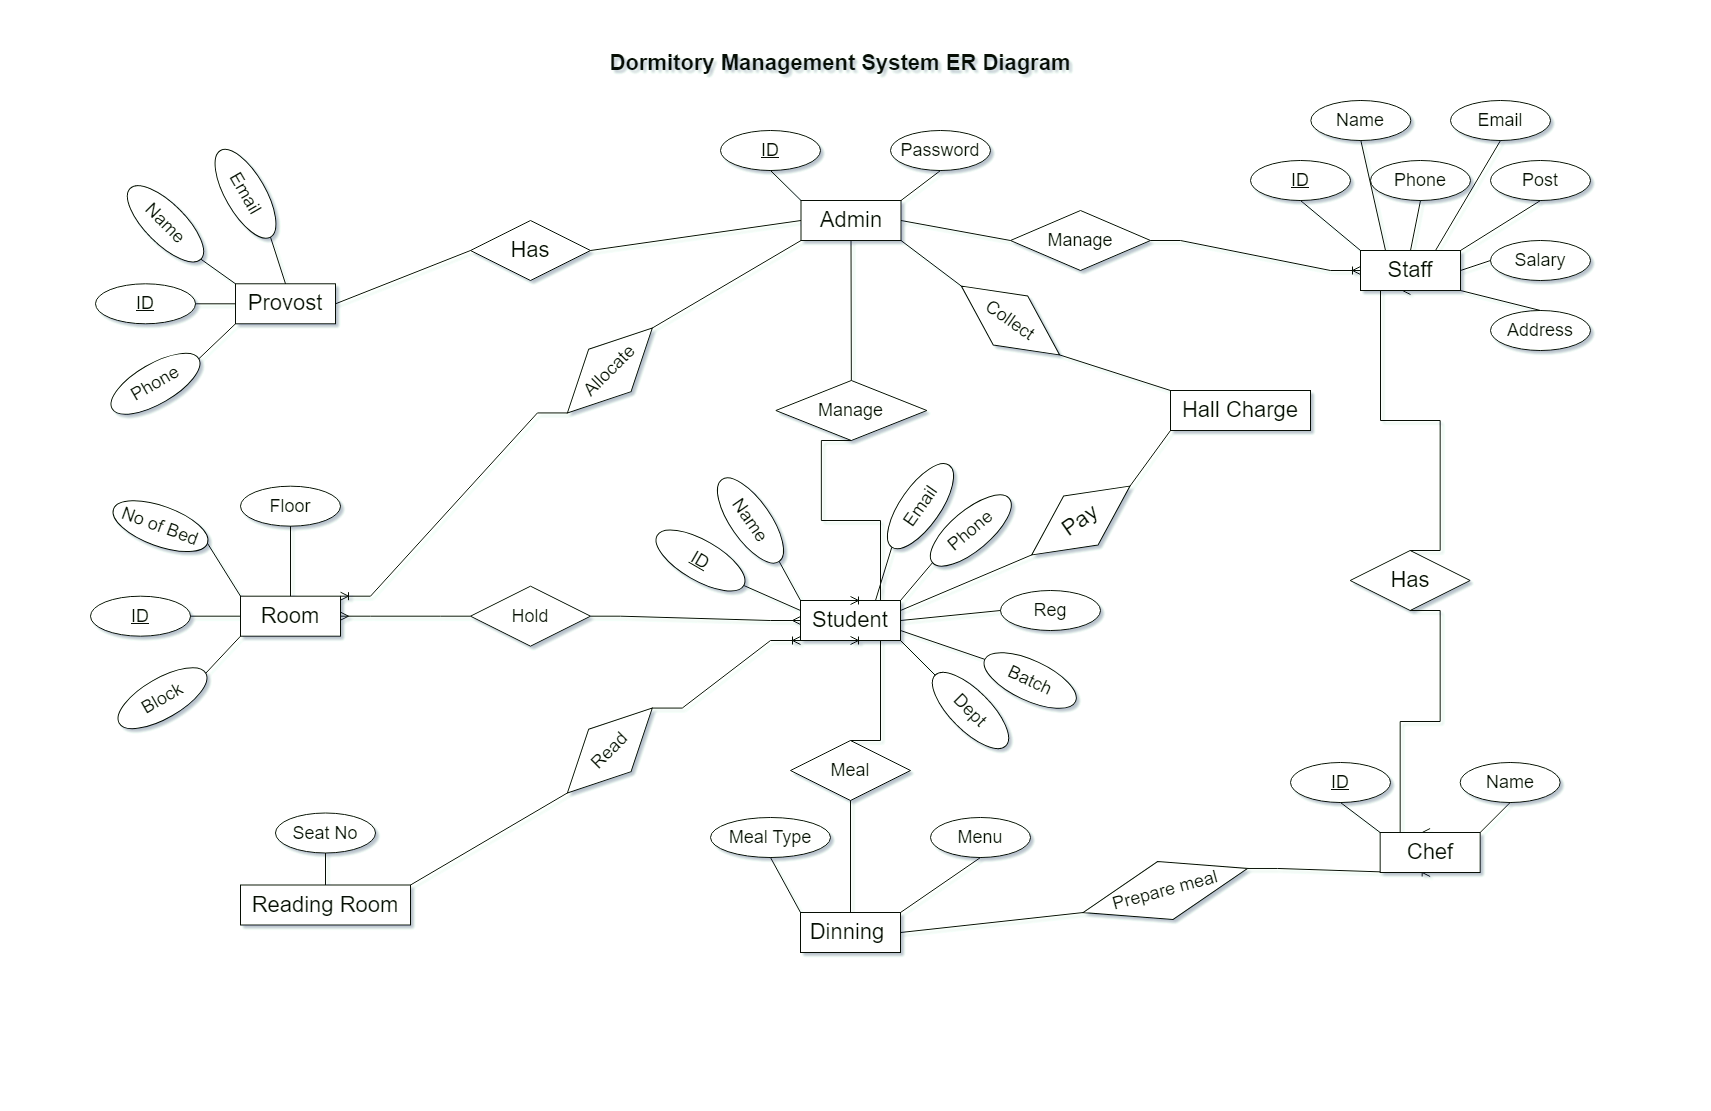 Dormitory Management System ER Diagram
Name
Email
ID
Password
Email
Name
ID
Phone
Post
Admin
Has
Manage
Staff
Salary
Provost
ID
Address
Collect
Allocate
Phone
Manage
Hall Charge
Email
Name
Floor
No of Bed
Pay
Phone
ID
Has
Room
ID
Hold
Student
Reg
Batch
Block
Dept
Read
Meal
ID
Name
Seat No
Meal Type
Menu
Chef
Prepare meal
Reading Room
Dinning